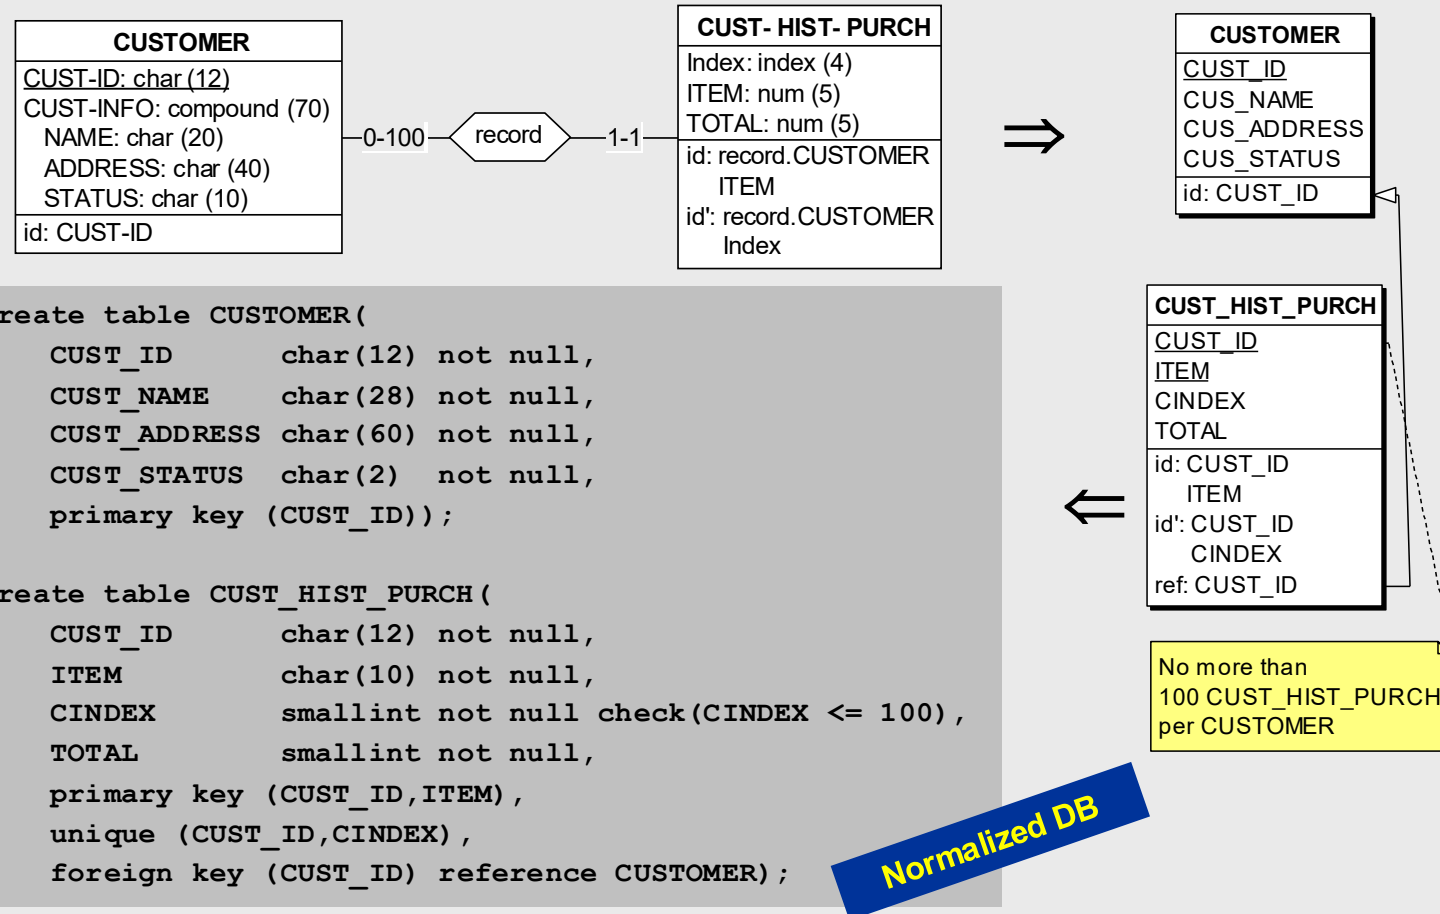 CUSTOMER
CUST-ID: char (12)
CUST-INFO: compound (70)
NAME: char (20)
ADDRESS: char (40)
STATUS: char (10)
id: CUST-ID
0-100
record
1-1
CUST- HIST- PURCH
Index: index (4)
ITEM: num (5)
TOTAL: num (5)
id: record.CUSTOMER
ITEM
id': record.CUSTOMER
Index
⇒
CUSTOMER
CUST_ID
CUS_NAME
CUS_ADDRESS
CUS_STATUS
id: CUST_ID
reate table CUSTOMER(
CUST_ID char(12) not null,
CUST_NAME char(28) not null,
CUST_ADDRESS char(60) not null,
CUST_STATUS char(2) not null,
primary key (CUST_ID));
reate table CUST_HIST_PURCH(
CUST_ID char(12) not null,
ITEM char(10) not null,
CINDEX smallint not null check(CINDEX <= 100),
TOTAL smallint not null,
primary key (CUST_ID,ITEM),
unique (CUST_ID,CINDEX),
foreign key (CUST_ID) reference CUSTOMER);
⇐
CUST_HIST_PURCH
CUST_ID
ITEM
CINDEX
TOTAL
id: CUST_ID
ITEM
id': CUST_ID
CINDEX
ref: CUST_ID
No more than
100 CUST_HIST_PURCH
per CUSTOMER
Normalized DB